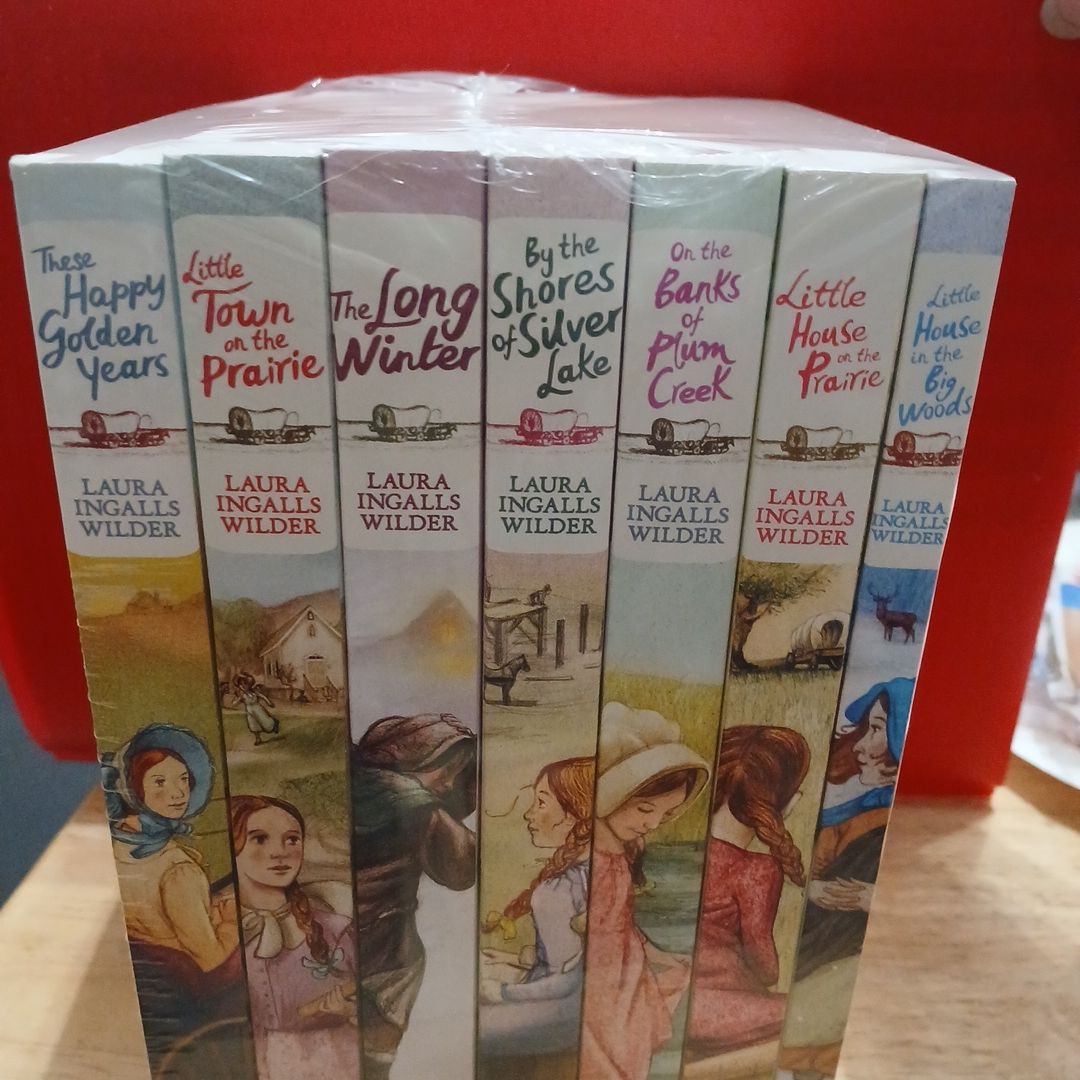 These
Happy
Golden
Years
LAURA
INGALLS
WILDER
Little
Town
on the
Prairie
LAURA
INGALLS
WILDER
The Long
Winter
LAURA
INGALLS
WILDER
By the
Shores
of Silver
Lake
LAURA
INGALLS
WILDER
On the
Banks
of
Plum
Creek
LAURA
INGALLS
WILDER
Little
House
on the
Prairie
LAURA
INGALLS
WILDER
Little
House
in the
Big
Woods
LAURA
INGALLS
WILDER